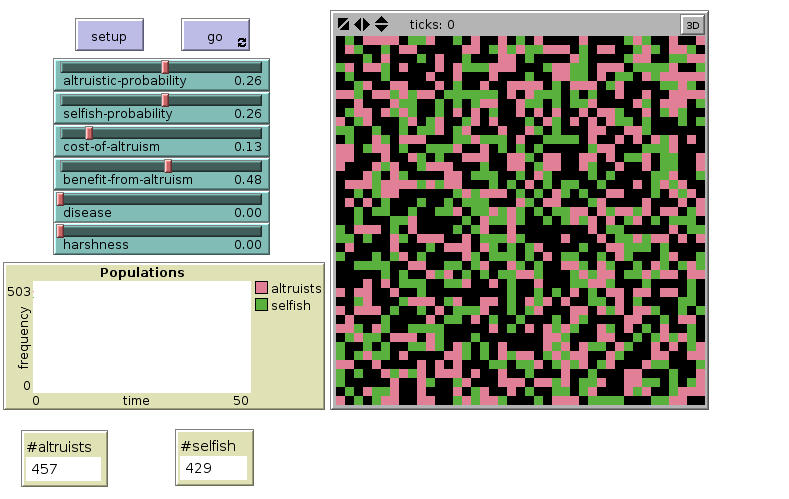 setup
go
ticks: 0
3D
altruistic-probability 0.26
selfish-probability 0.26
cost-of-altruism 0.13
benefit-from-altruism 0.48
disease 0.00
harshness 0.00
Populations
503
frequency
0
0 time 50
altruists
selfish
#altruists
457
#selfish
429